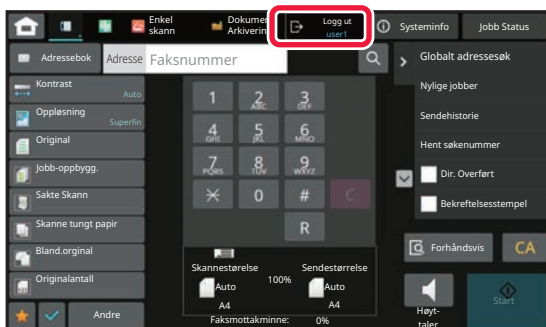 Enkel skann
Dokument Arkivering
Logg ut
user1
Systeminfo
Jobb Status
Adressebok
Adresse
Faksnummer
Kontrast
Auto
Oppløsning
Superfin
Original
Jobb-oppbygg.
Sakte Skann
Skanne tungt papir
Bland.orginal
Originalantall
Andre
1
2 ABC
3 DEF
4 GHI
5 JKL
6 MNO
7 PQRS
8 TUV
9 WXYZ
0
#
C
R
Skannestørelse
Auto
A4
100%
Sendestørrelse
Auto
A4
Faksmottakminne: 0%
Globalt adressesøk
Nylige jobber
Sendehistorie
Hent søkenummer
Dir. Overført
Bekreftelsesstempel
Forhåndsvis
CA
Høyt-
taler
Start